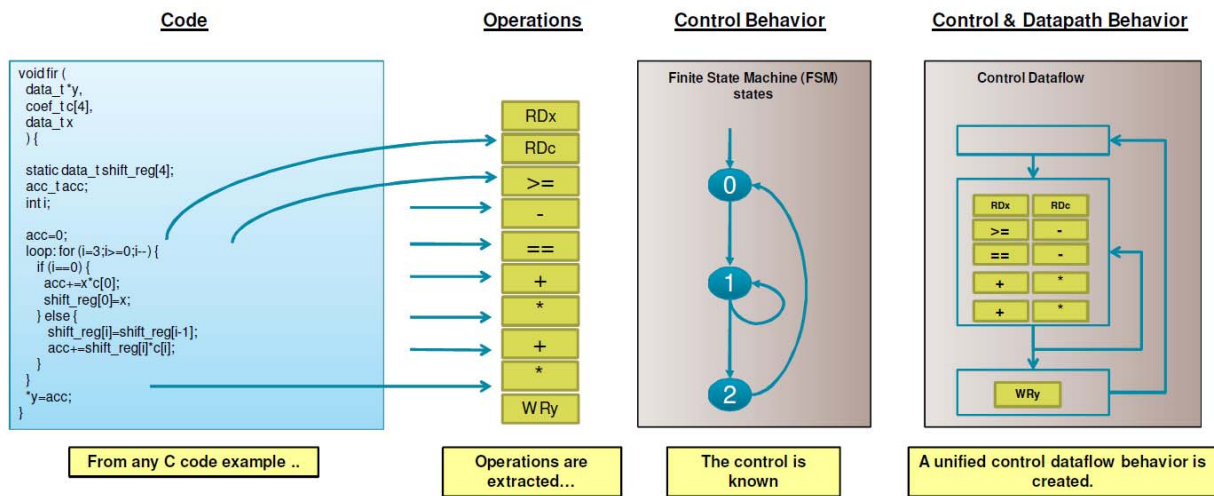 Code
Operations
Control Behavior
Control & Datapath Behavior
void fir (
data_t *y,
coef_t c[4],
data_t x
) {
static data_t shift_reg[4];
acc_t acc;
int i;
acc=0;
loop: for (i=3;i>=0;i--) {
if (i==0) {
acc+=x*c[0];
shift_reg[0]=x;
} else {
shift_reg[i]=shift_reg[i-1];
acc+=shift_reg[i]*c[i];
}
}
*y=acc;
}
From any C code example ..
RDx
RDc
>=
-
==
+
*
+
*
WRy
Operations are
extracted...
Finite State Machine (FSM)
states
0
1
2
The control is
known
Control Dataflow
RDx RDc
>= -
== -
+ *
+ *
WRy
A unified control dataflow behavior is
created.